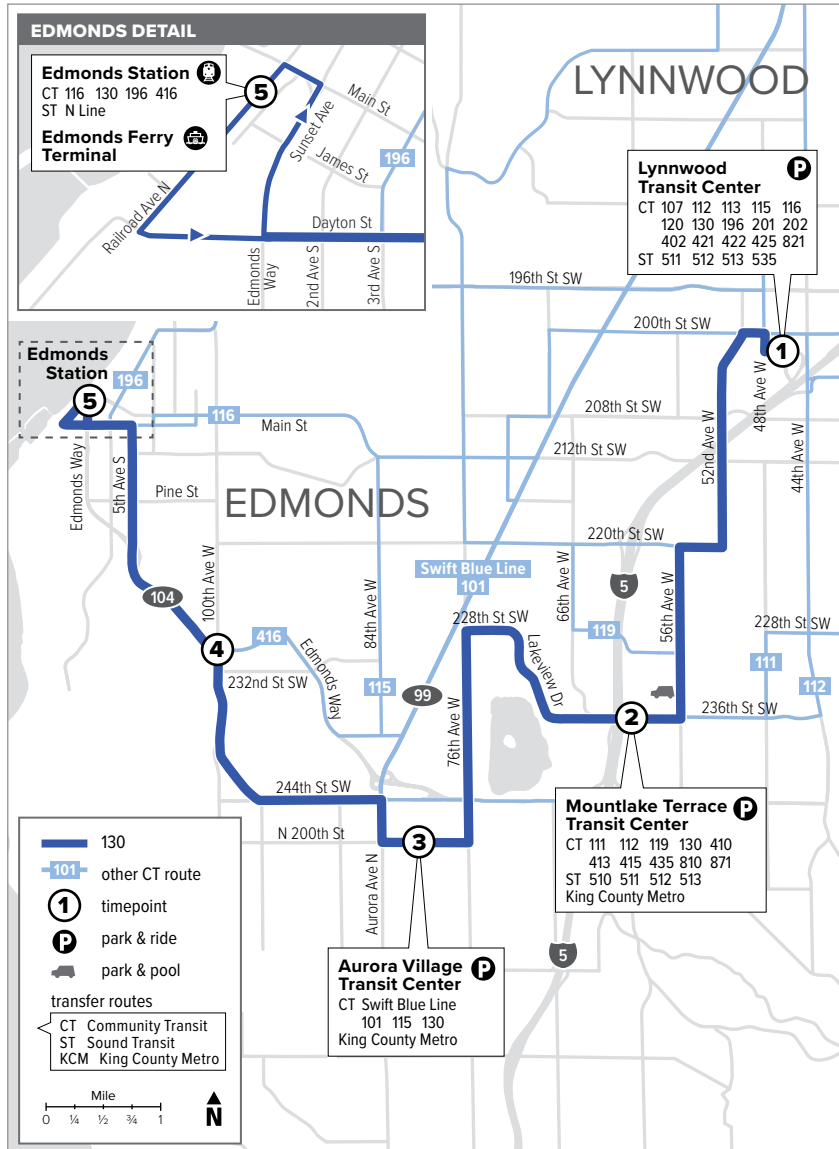 EDMONDS DETAIL
Edmonds Station
CT 116 130 196 416
ST N Line
Edmonds Ferry
Terminal
5
Main St
Sunset Ave
James St
196
Railroad Ave N
Dayton St
Edmonds
Way
2nd Ave S
3rd Ave S
LYNNWOOD
Lynnwood
Transit Center
P
CT 107 112 113 115 116
120 130 196 201 202
402 421 422 425 821
ST 511 512 513 535
196th St SW
200th St SW
1
48th Ave W
Edmonds
Station
5
196
116
Main St
208th St SW
212th St SW
52nd Ave W
44th Ave W
Edmonds Way
5th Ave S
Pine St
EDMONDS
220th St SW
Swift Blue Line
101
5
104
100th Ave W
84th Ave W
66th Ave W
56th Ave W
228th St SW
228th St SW
119
4
416
Edmonds Way
Lakeview Dr
232nd St SW
115
99
111
112
76th Ave W
2
236th St SW
244th St SW
N 200th St
3
Aurora Ave N
Mountlake Terrace
Transit Center
P
CT 111 112 119 130 410
413 415 435 810 871
ST 510 511 512 513
King County Metro
5
Aurora Village
Transit Center
P
CT Swift Blue Line
101 115 130
King County Metro
130
101 other CT route
1 timepoint
P park & ride
park & pool
transfer routes
CT Community Transit
ST Sound Transit
KCM King County Metro
Mile
0 ¼ ½ ¾ 1
N